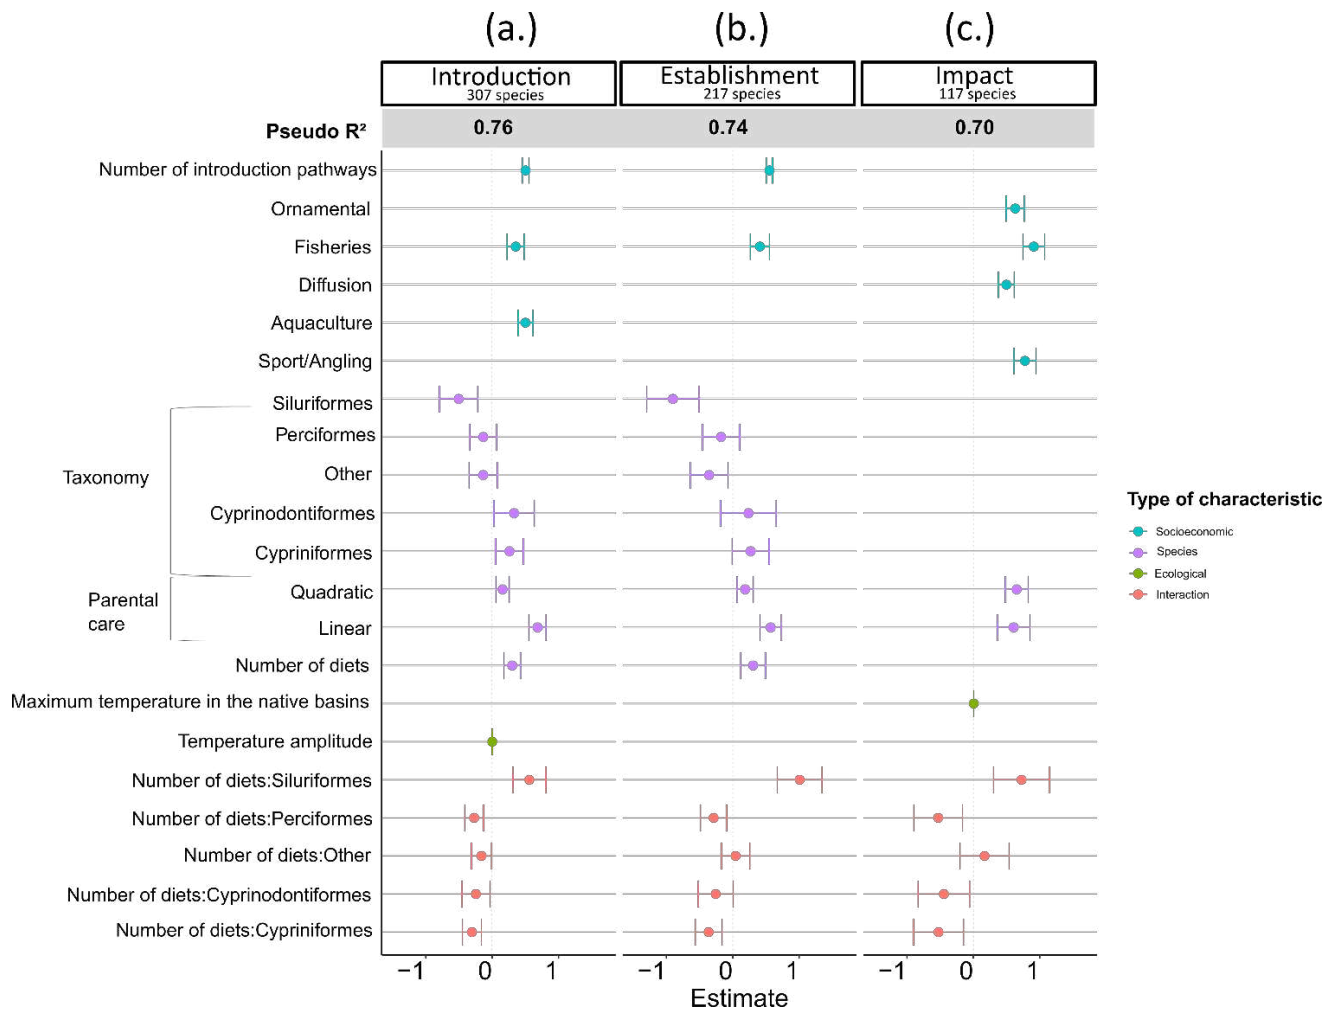 (a.) (b.) (c.)
Introduction Establishment Impact
307 species 217 species 117 species
Pseudo R² 0.76 0.74 0.70
Number of introduction pathways
Ornamental
Fisheries
Diffusion
Aquaculture
Sport/Angling
Siluriformes
Perciformes
Taxonomy
Other
Cyprinodontiformes
Cypriniformes
Parental
care
Quadratic
Linear
Number of diets
Maximum temperature in the native basins
Temperature amplitude
Number of diets:Siluriformes
Number of diets:Perciformes
Number of diets:Other
Number of diets:Cyprinodontiformes
Number of diets:Cypriniformes
−1 0 1 −1 0 1 −1 0 1
Estimate
Type of characteristic
Socioeconomic
Species
Ecological
Interaction